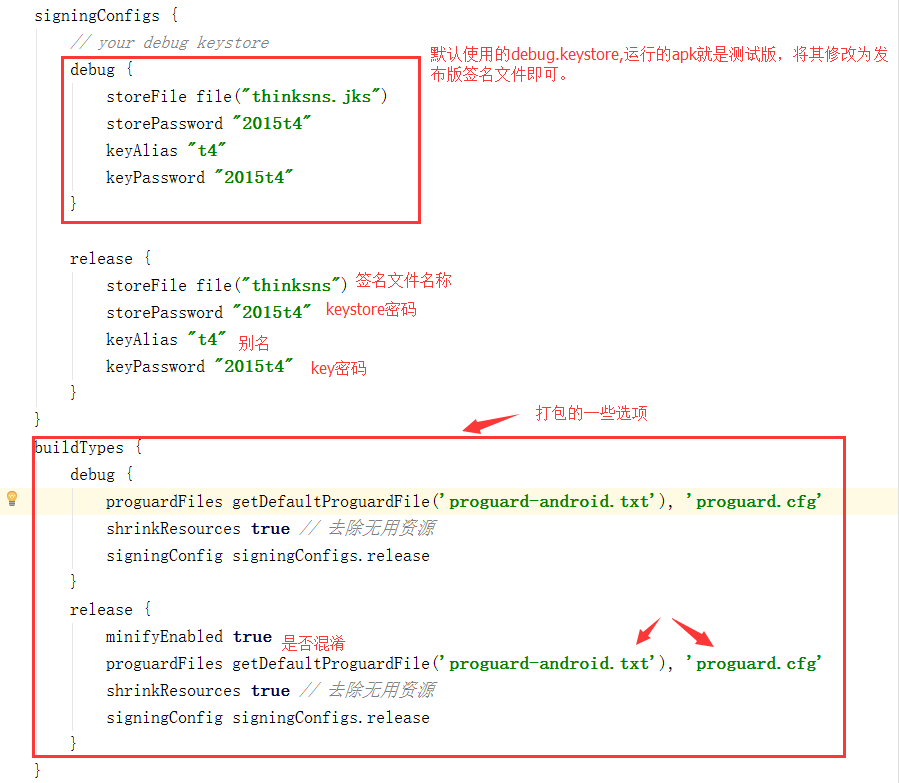 signingConfigs {
// your debug keystore
debug {
默认使用的debug.keystore,运行的apk就是测试版，将其修改为发
布版签名文件即可。
storeFile file("thinksns.jks")
storePassword "2015t4"
keyAlias "t4"
keyPassword "2015t4"
}
release {
storeFile file("thinksns") 签名文件名称
storePassword "2015t4" keystore密码
keyAlias "t4" 别名
keyPassword "2015t4" key密码
}
}
打包的一些选项
buildTypes {
debug {
proguardFiles getDefaultProguardFile('proguard-android.txt'), 'proguard.cfg'
shrinkResources true // 去除无用资源
signingConfig signingConfigs.release
}
release {
minifyEnabled true 是否混淆
proguardFiles getDefaultProguardFile('proguard-android.txt'), 'proguard.cfg'
shrinkResources true // 去除无用资源
signingConfig signingConfigs.release
}
}